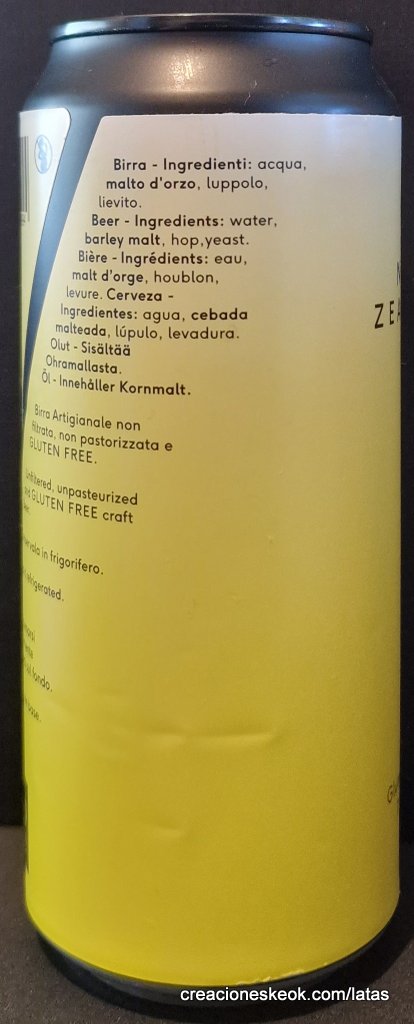 Birra - Ingredienti: acqua,
malto d'orzo, luppolo,
lievito.
Beer - Ingredients: water,
barley malt, hop,yeast.
Bière - Ingrédients: eau,
malt d'orge, houblon,
levure. Cerveza -
Ingredientes: agua, cebada
malteada, lúpulo, levadura.
Olut - Sisältää
Ohramallasta.
Öl - Innehåller Kornmalt.
Birra Artigianale non
filtrata, non pastorizzata e
GLUTEN FREE.
unpasteurized
GLUTEN FREE craft
in frigorifero.
refrigerated.
fondo.
base.
N
ZEA
creacioneskeok.com/latas